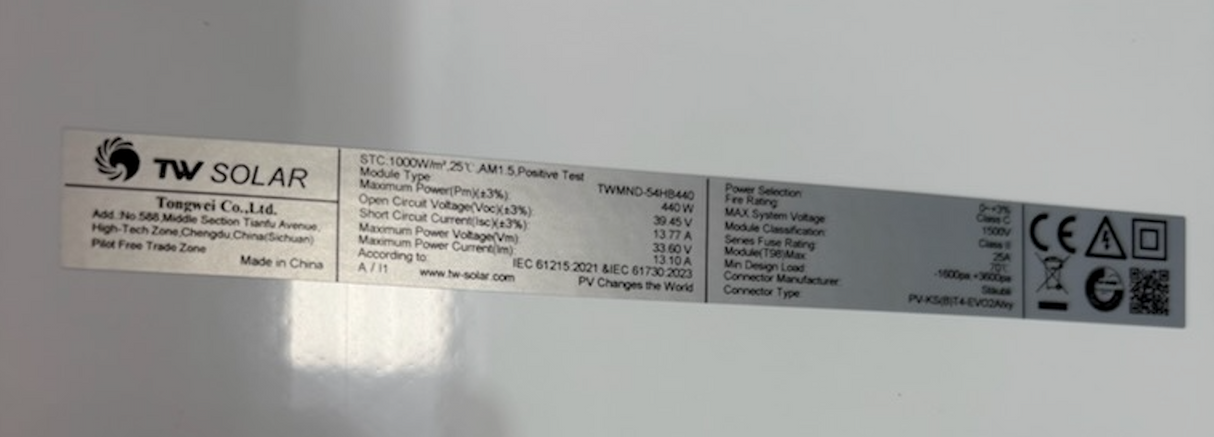 TW SOLAR
Tongwei Co.,Ltd.
Add.:No.588,Middle Section Tianfu Avenue,
High-Tech Zone,Chengdu,China(Sichuan)
Pilot Free Trade Zone
Made in China
STC:1000W/m²,25℃,AM1.5,Positive Test
Module Type: TWMND-54HB440
Maximum Power(Pm)(±3%): 440 W
Open Circuit Voltage(Voc)(±3%): 39.45 V
Short Circuit Current(Isc)(±3%): 13.77 A
Maximum Power Voltage(Vm): 33.60 V
Maximum Power Current(Im): 13.10 A
According to: IEC 61215:2021 &IEC 61730:2023
A / I1 www.tw-solar.com PV Changes the World
Power Selection: 0~+3%
Fire Rating: Class C
MAX.System Voltage 1500V
Module Classification: Class II
Series Fuse Rating: 25A
Module(T98)Max: 70℃
Min Design Load: -1600pa +3600pa
Connector Manufacturer: Stäubli
Connector Type: PV-KS(B)T4-EVO2A/xy
CE